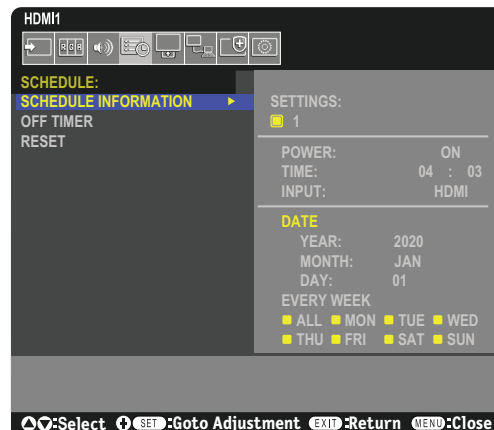 HDMI1
R G B
SCHEDULE:
SCHEDULE INFORMATION
OFF TIMER
RESET
SETTINGS:
1
POWER: ON
TIME: 04 : 03
INPUT: HDMI
DATE
YEAR: 2020
MONTH: JAN
DAY: 01
EVERY WEEK
ALL MON TUE WED
THU FRI SAT SUN
:Select SET :Goto Adjustment EXIT :Return MENU :Close